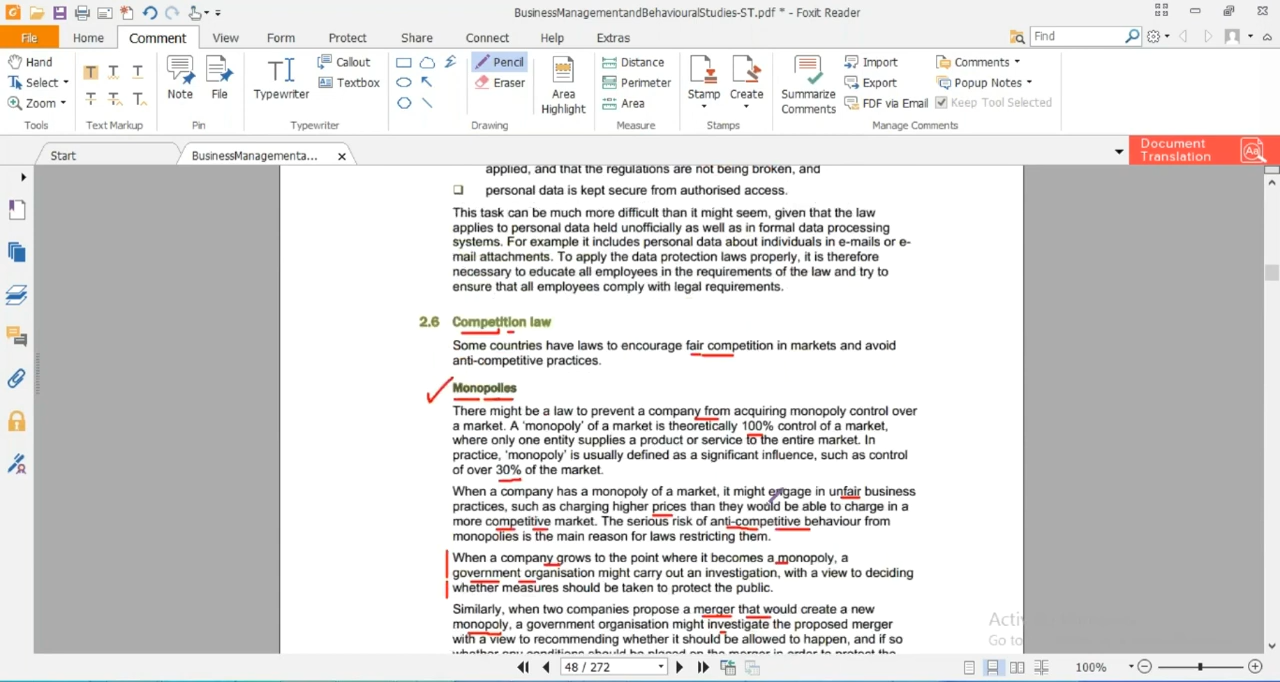 BusinessManagementandBehaviouralStudies-ST.pdf * - Foxit Reader
File Home Comment View Form Protect Share Connect Help Extras Find
Hand
Select
Zoom
Tools
T T T
T T T
Text Markup
Note
File
Pin
Typewriter
Callout
Textbox
Typewriter
Pencil
Eraser
Drawing
Area
Highlight
Distance
Perimeter
Area
Measure
Stamp
Create
Stamps
Summarize
Comments
Import
Export
FDF via Email
Comments
Popup Notes
Keep Tool Selected
Manage Comments
Start
BusinessManagementa...
Document
Translation
applied, and that the regulations are not being broken, and
personal data is kept secure from authorised access.
This task can be much more difficult than it might seem, given that the law
applies to personal data held unofficially as well as in formal data processing
systems. For example it includes personal data about individuals in e-mails or e-
mail attachments. To apply the data protection laws properly, it is therefore
necessary to educate all employees in the requirements of the law and try to
ensure that all employees comply with legal requirements.
2.6 Competition law
Some countries have laws to encourage fair competition in markets and avoid
anti-competitive practices.
Monopolies
There might be a law to prevent a company from acquiring monopoly control over
a market. A ‘monopoly’ of a market is theoretically 100% control of a market,
where only one entity supplies a product or service to the entire market. In
practice, ‘monopoly’ is usually defined as a significant influence, such as control
of over 30% of the market.
When a company has a monopoly of a market, it might engage in unfair business
practices, such as charging higher prices than they would be able to charge in a
more competitive market. The serious risk of anti-competitive behaviour from
monopolies is the main reason for laws restricting them.
When a company grows to the point where it becomes a monopoly, a
government organisation might carry out an investigation, with a view to deciding
whether measures should be taken to protect the public.
Similarly, when two companies propose a merger that would create a new
monopoly, a government organisation might investigate the proposed merger
with a view to recommending whether it should be allowed to happen, and if so
whether any conditions should be placed on the merger in order to protect the
Activ
Go to
48 / 272
100%